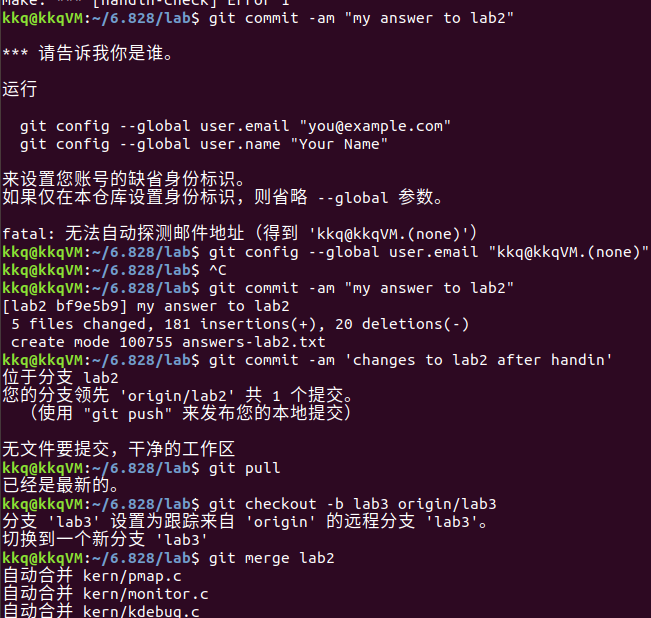 Make: *** [handin-check] Error 1
kkq@kkqVM:~/6.828/lab$ git commit -am "my answer to lab2"
*** 请告诉我你是谁。
运行
git config --global user.email "you@example.com"
git config --global user.name "Your Name"
来设置您账号的缺省身份标识。
如果仅在本仓库设置身份标识，则省略 --global 参数。
fatal: 无法自动探测邮件地址（得到 'kkq@kkqVM.(none)'）
kkq@kkqVM:~/6.828/lab$ git config --global user.email "kkq@kkqVM.(none)"
kkq@kkqVM:~/6.828/lab$ ^C
kkq@kkqVM:~/6.828/lab$ git commit -am "my answer to lab2"
[lab2 bf9e5b9] my answer to lab2
5 files changed, 181 insertions(+), 20 deletions(-)
create mode 100755 answers-lab2.txt
kkq@kkqVM:~/6.828/lab$ git commit -am 'changes to lab2 after handin'
位于分支 lab2
您的分支领先 'origin/lab2' 共 1 个提交。
（使用 "git push" 来发布您的本地提交）
无文件要提交，干净的工作区
kkq@kkqVM:~/6.828/lab$ git pull
已经是最新的。
kkq@kkqVM:~/6.828/lab$ git checkout -b lab3 origin/lab3
分支 'lab3' 设置为跟踪来自 'origin' 的远程分支 'lab3'。
切换到一个新分支 'lab3'
kkq@kkqVM:~/6.828/lab$ git merge lab2
自动合并 kern/pmap.c
自动合并 kern/monitor.c
自动合并 kern/kdebug.c